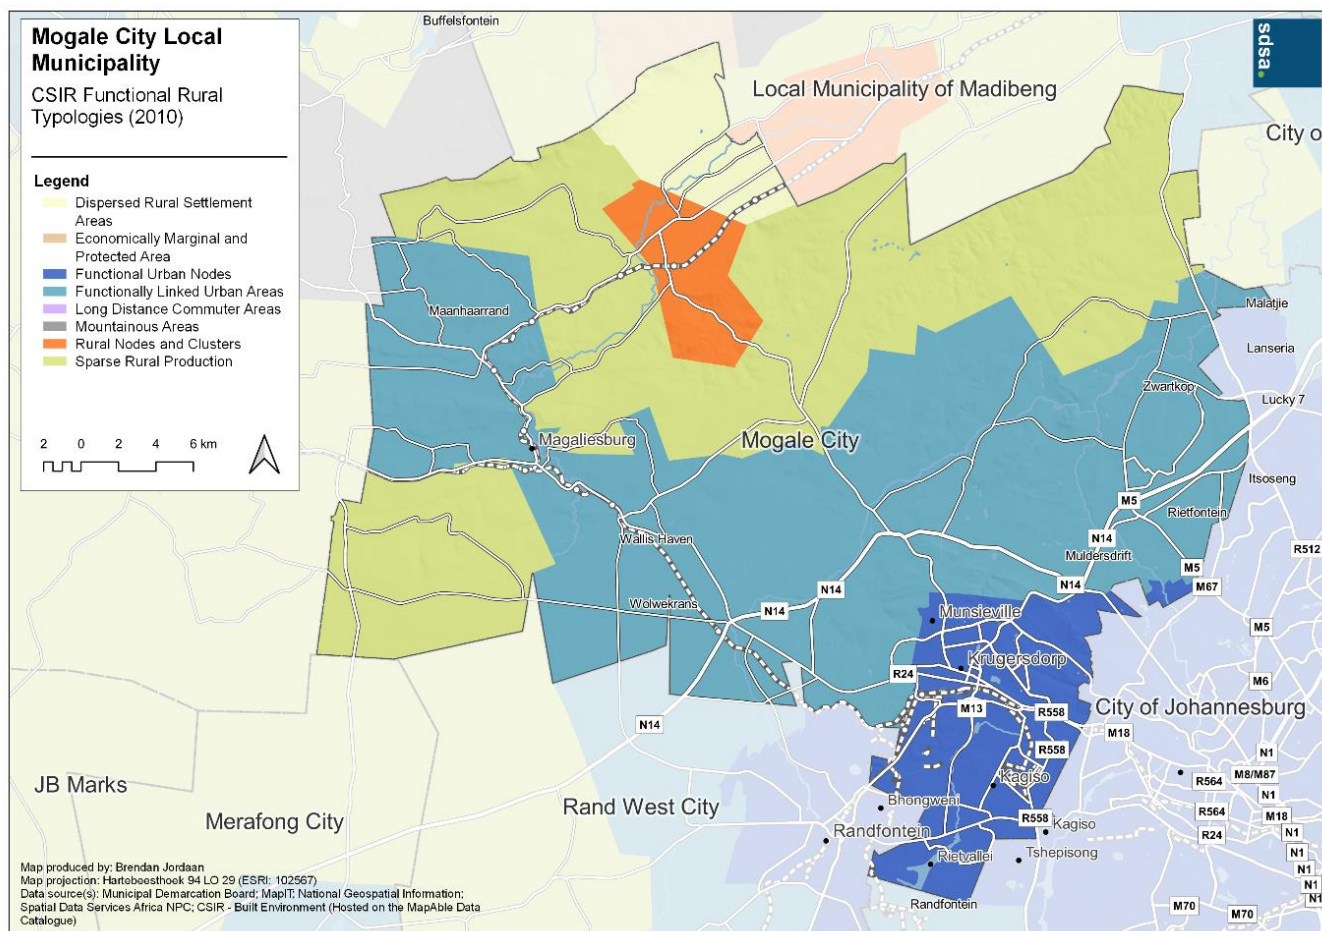 Mogale City Local
Municipality
CSIR Functional Rural
Typologies (2010)
Legend
Dispersed Rural Settlement
Areas
Economically Marginal and
Protected Area
Functional Urban Nodes
Functionally Linked Urban Areas
Long Distance Commuter Areas
Mountainous Areas
Rural Nodes and Clusters
Sparse Rural Production
2 0 2 4 6 km
Buffelsfontein
sdsa.
Local Municipality of Madibeng
City o
Maanhaarrand
Malatjie
Lanseria
Zwartkop
Lucky 7
Magaliesburg
Mogale City
Itsoseng
M5
Rietfontein
Wallis Haven
N14
Muldersdrift
R512
N14
M5
N14
M67
Wolwekrans
N14
Munsieville
M5
Krugersdorp
R24
M6
M13
R558
City of Johannesburg
N14
M18
R558
N1
JB Marks
Kagiso
R564
M8/M87
N1
Rand West City
Bhongweni
R564
M18
Merafong City
R558
Kagiso
R24
N1
Randfontein
N1
Rietvallei
Tshepisong
N1
N1
Randfontein
M70
M70
N1
Map produced by: Brendan Jordaan
Map projection: Hartebeesthoek 94 LO 29 (ESRI: 102567)
Data source(s): Municipal Demarcation Board; MapIT; National Geospatial Information;
Spatial Data Services Africa NPC; CSIR - Built Environment (Hosted on the MapAble Data
Catalogue)